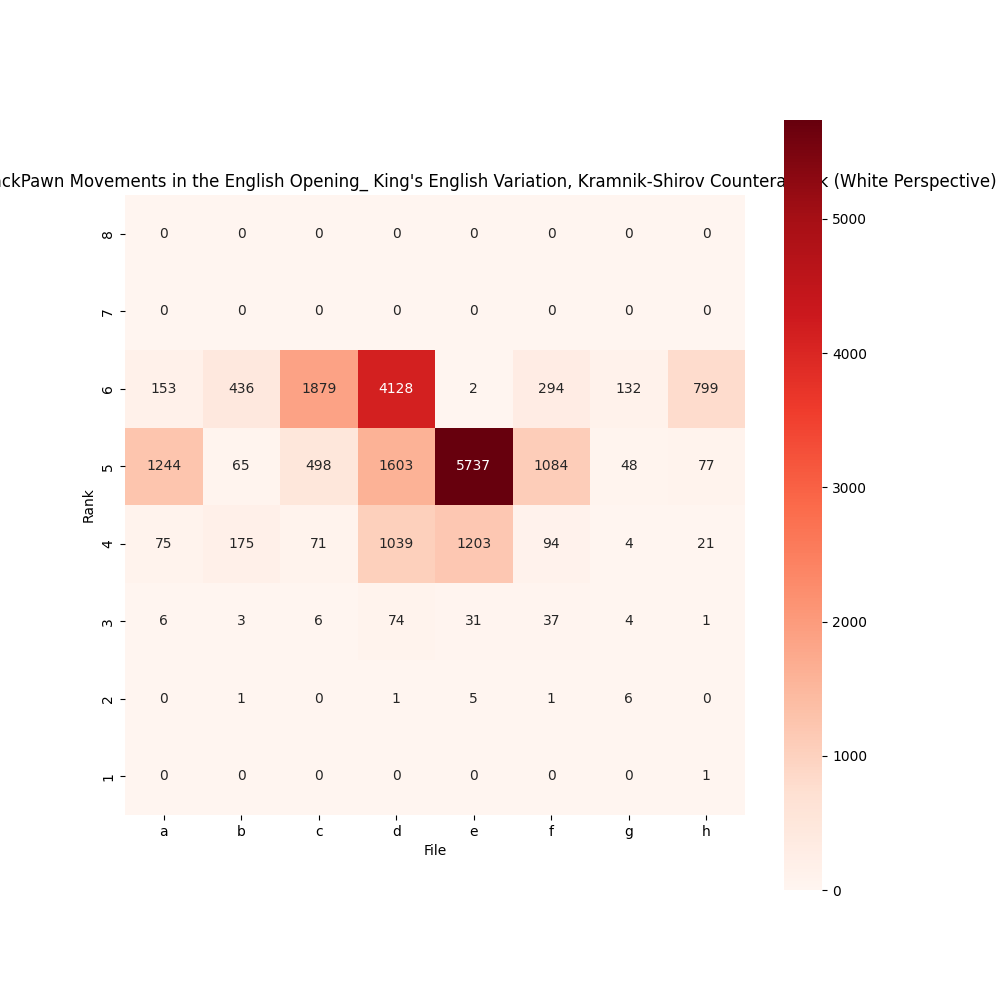 ckPawn Movements in the English Opening_ King's English Variation, Kramnik-Shirov Countera k (White Perspective)
8 0 0 0 0 0 0 0 0
7 0 0 0 0 0 0 0 0
6 153 436 1879 4128 2 294 132 799
5 1244 65 498 1603 5737 1084 48 77
4 75 175 71 1039 1203 94 4 21
3 6 3 6 74 31 37 4 1
2 0 1 0 1 5 1 6 0
1 0 0 0 0 0 0 0 1
a b c d e f g h
File
Rank
5000
4000
3000
2000
1000
0